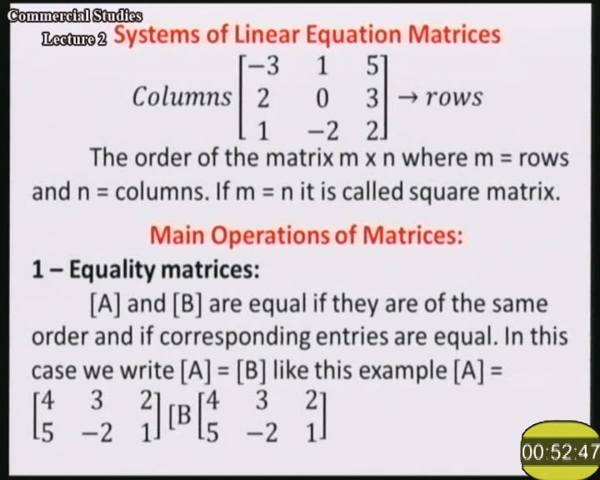 Commercial Studies
Lecture 2
Systems of Linear Equation Matrices
-3 1 5
Columns 2 0 3 → rows
1 -2 2
The order of the matrix m x n where m = rows
and n = columns. If m = n it is called square matrix.
Main Operations of Matrices:
1 – Equality matrices:
[A] and [B] are equal if they are of the same
order and if corresponding entries are equal. In this
case we write [A] = [B] like this example [A] =
[4 3 2] [B [4 3 2]
[5 -2 1] [5 -2 1]
00:52:47